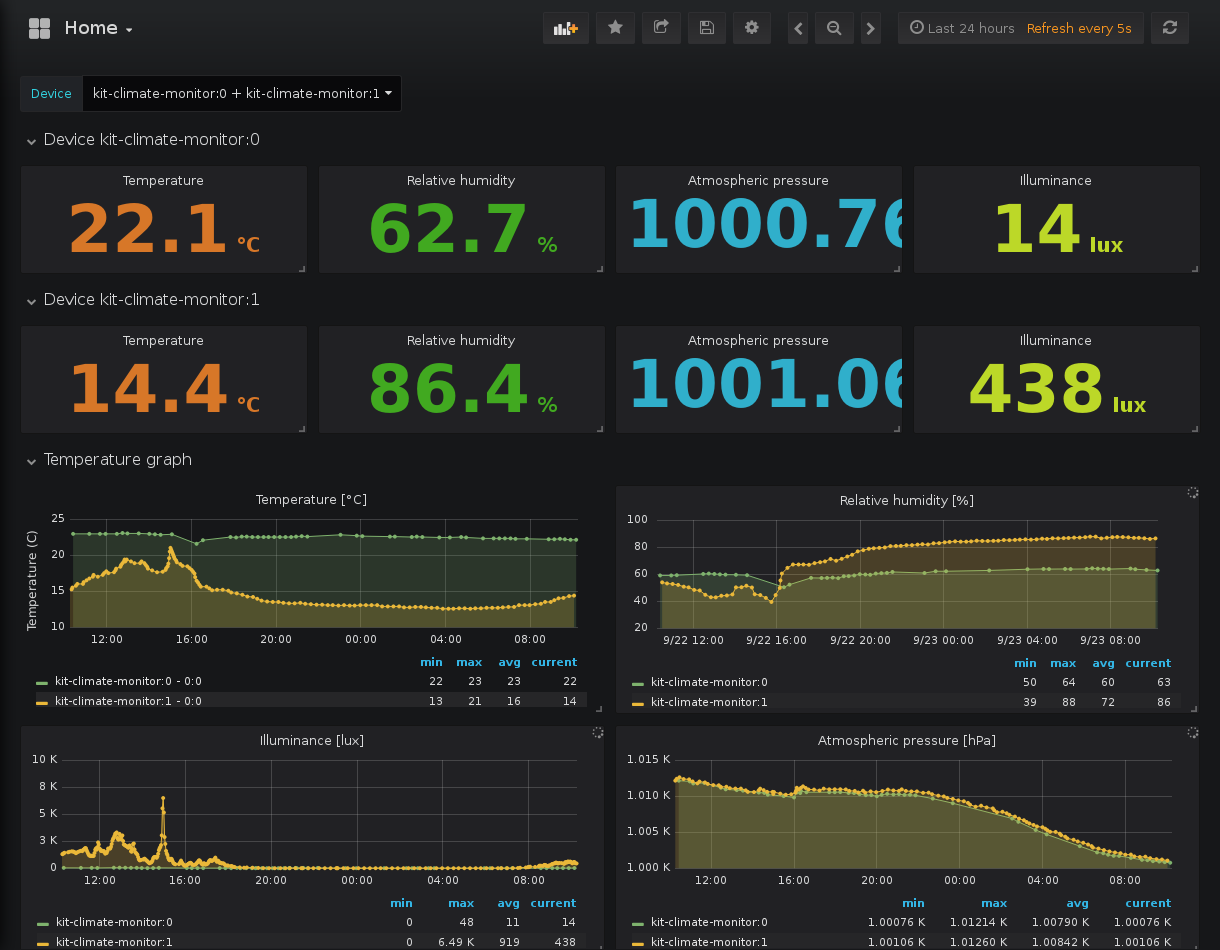 Home
Last 24 hours Refresh every 5s
Device kit-climate-monitor:0 + kit-climate-monitor:1
Device kit-climate-monitor:0
Temperature Relative humidity Atmospheric pressure Illuminance
22.1 °C 62.7 % 1000.76 14 lux
Device kit-climate-monitor:1
Temperature Relative humidity Atmospheric pressure Illuminance
14.4 °C 86.4 % 1001.06 438 lux
Temperature graph
Temperature [°C]
Temperature (C)
25
20
15
10
12:00 16:00 20:00 00:00 04:00 08:00
min max avg current
kit-climate-monitor:0 - 0:0 22 23 23 22
kit-climate-monitor:1 - 0:0 13 21 16 14
Relative humidity [%]
100
80
60
40
20
9/22 12:00 9/22 16:00 9/22 20:00 9/23 00:00 9/23 04:00 9/23 08:00
min max avg current
kit-climate-monitor:0 50 64 60 63
kit-climate-monitor:1 39 88 72 86
Illuminance [lux]
10 K
8 K
5 K
3 K
0
12:00 16:00 20:00 00:00 04:00 08:00
min max avg current
kit-climate-monitor:0 0 48 11 14
kit-climate-monitor:1 0 6.49 K 919 438
Atmospheric pressure [hPa]
1.015 K
1.010 K
1.005 K
1.000 K
12:00 16:00 20:00 00:00 04:00 08:00
min max avg current
kit-climate-monitor:0 1.00076 K 1.01214 K 1.00790 K 1.00076 K
kit-climate-monitor:1 1.00106 K 1.01260 K 1.00842 K 1.00106 K